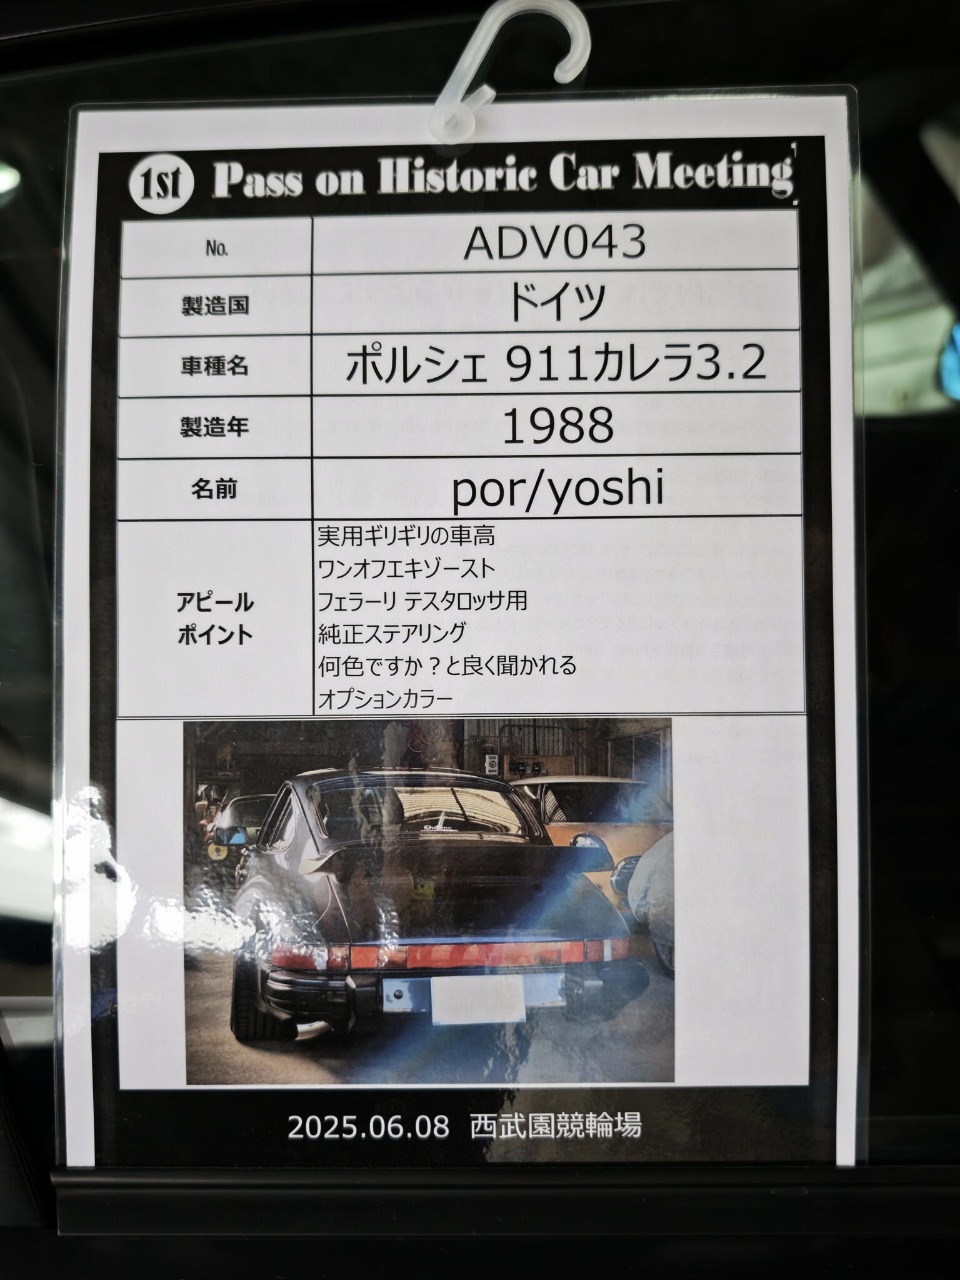 1st Pass on Historic Car Meeting
No. ADV043
製造国 ドイツ
車種名 ポルシェ 911カレラ3.2
製造年 1988
名前 por/yoshi
アピール
ポイント
実用ギリギリの車高
ワンオフエキゾースト
フェラーリ テスタロッサ用
純正ステアリング
何色ですか？と良く聞かれる
オプションカラー
2025.06.08 西武園競輪場